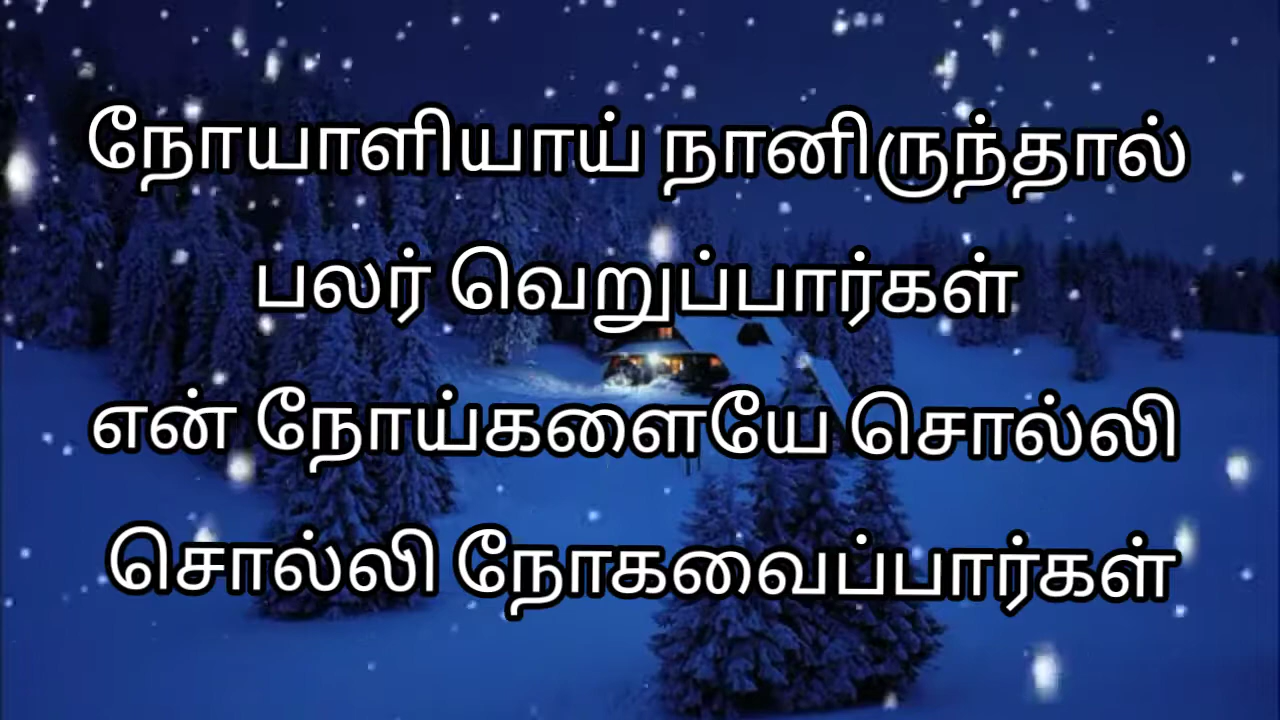 நோயாளியாய் நானிருந்தால்
பலர் வெறுப்பார்கள்
என் நோய்களையே சொல்லி
சொல்லி நோகவைப்பார்கள்